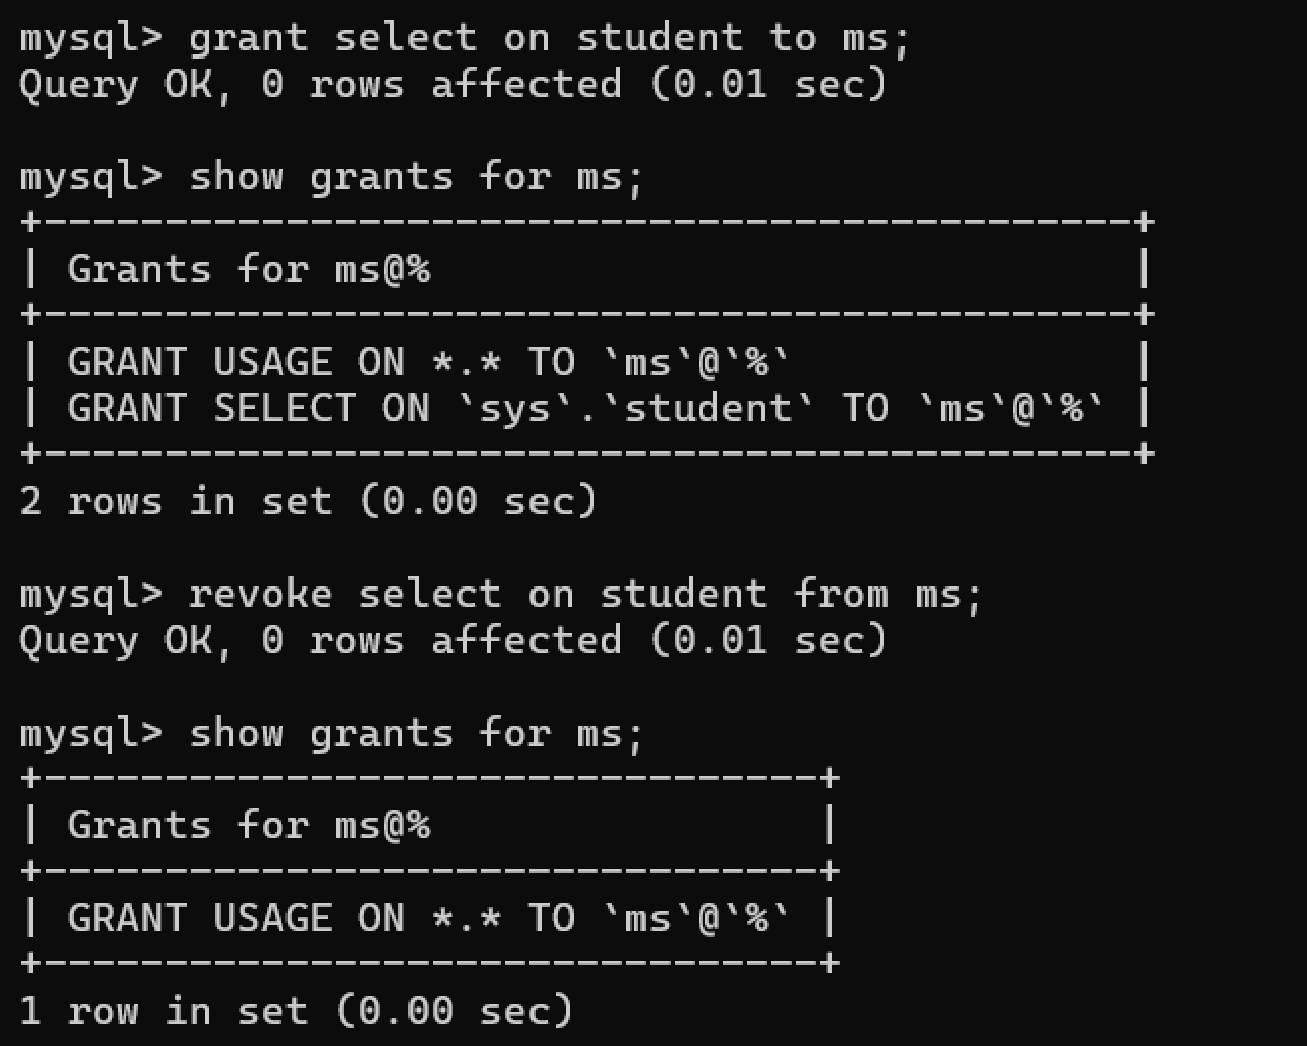 mysql> grant select on student to ms;
Query OK, 0 rows affected (0.01 sec)

mysql> show grants for ms;
+---------------------------------------------+
| Grants for ms@%                             |
+---------------------------------------------+
| GRANT USAGE ON *.* TO `ms`@`%`              |
| GRANT SELECT ON `sys`.`student` TO `ms`@`%` |
+---------------------------------------------+
2 rows in set (0.00 sec)

mysql> revoke select on student from ms;
Query OK, 0 rows affected (0.01 sec)

mysql> show grants for ms;
+--------------------------------+
| Grants for ms@%                |
+--------------------------------+
| GRANT USAGE ON *.* TO `ms`@`%` |
+--------------------------------+
1 row in set (0.00 sec)